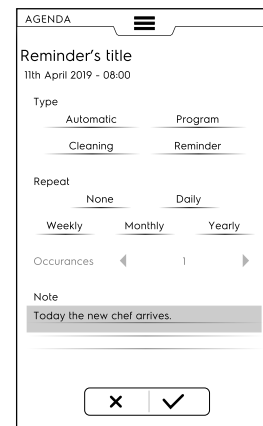 AGENDA
Reminder's title
11th April 2019 - 08:00
Type
Automatic Program
Cleaning Reminder
Repeat
None Daily
Weekly Monthly Yearly
Occurances 1
Note
Today the new chef arrives.